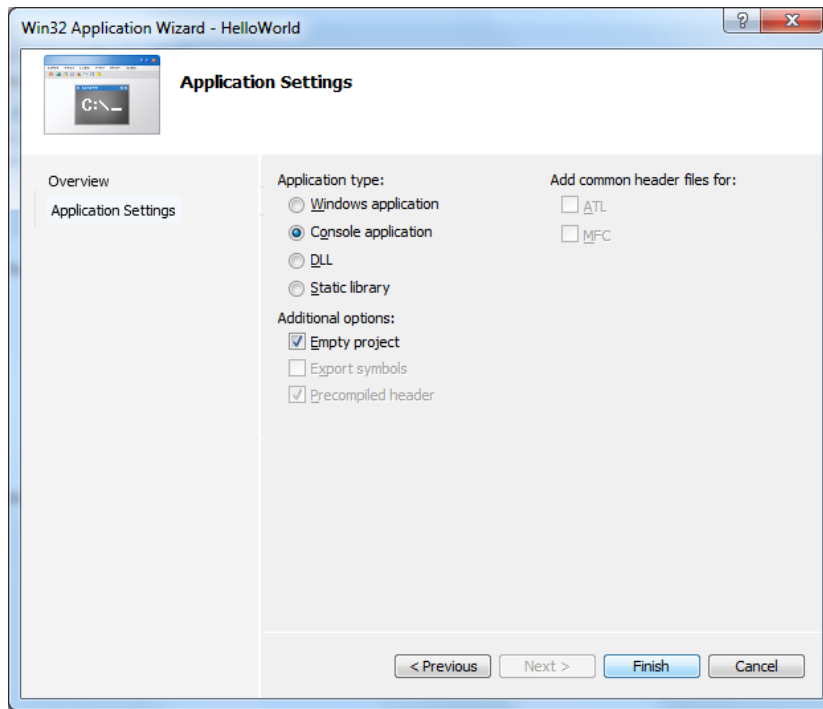 Win32 Application Wizard - HelloWorld
C:\_
Application Settings
Overview
Application Settings
Application type:
Windows application
Console application
DLL
Static library
Additional options:
Empty project
Export symbols
Precompiled header
Add common header files for:
ATL
MFC
< Previous
Next >
Finish
Cancel